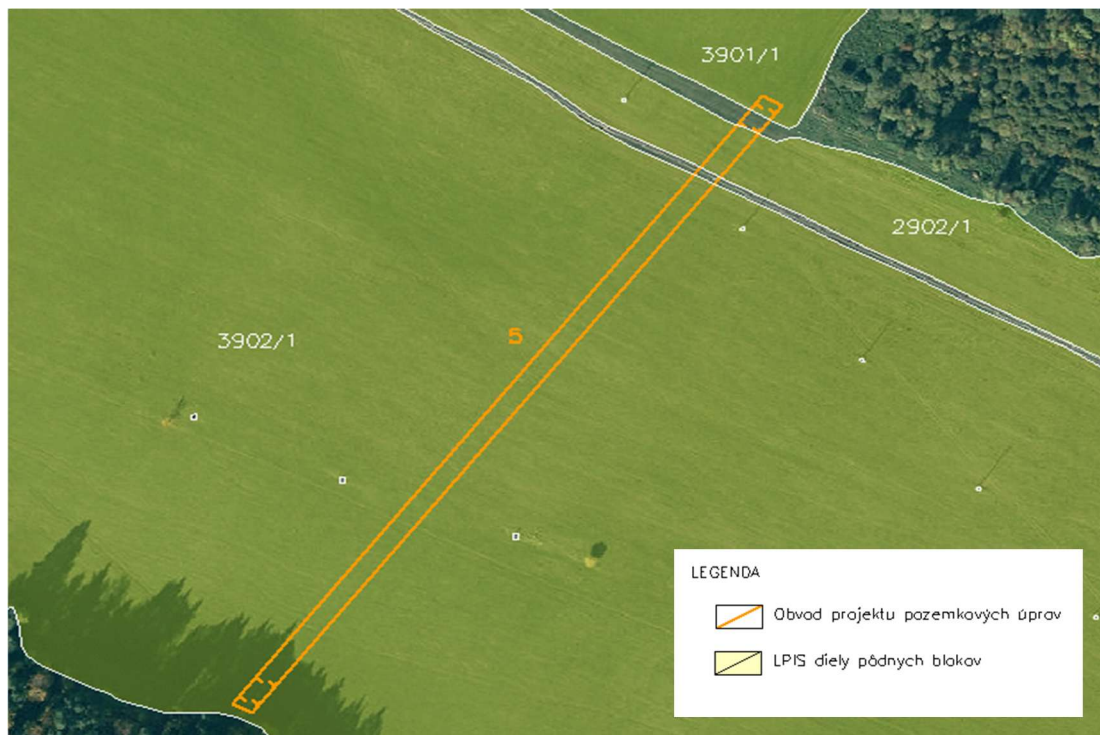 3901/1
2902/1
3902/1
5
LEGENDA
Obvod projektu pozemkových úprav
LPIS diely pôdnych blokov